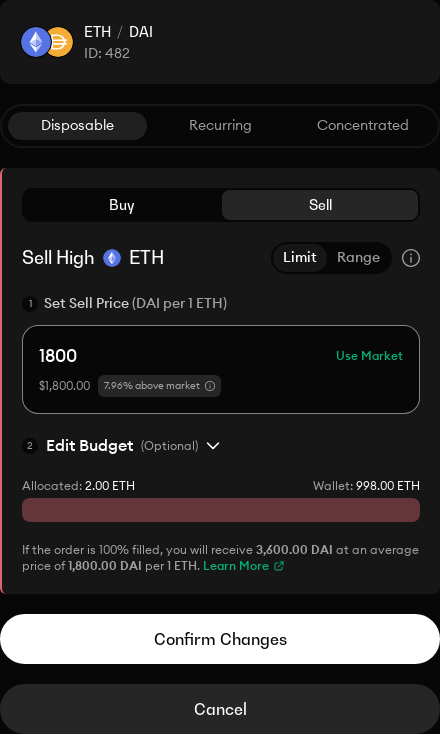 ETH / DAI
ID: 482
Disposable Recurring Concentrated
Buy Sell
Sell High ETH Limit Range
1 Set Sell Price (DAI per 1 ETH)
1800 Use Market
$1,800.00 7.96% above market
2 Edit Budget (Optional)
Allocated: 2.00 ETH Wallet: 998.00 ETH
If the order is 100% filled, you will receive 3,600.00 DAI at an average
price of 1,800.00 DAI per 1 ETH. Learn More
Confirm Changes
Cancel